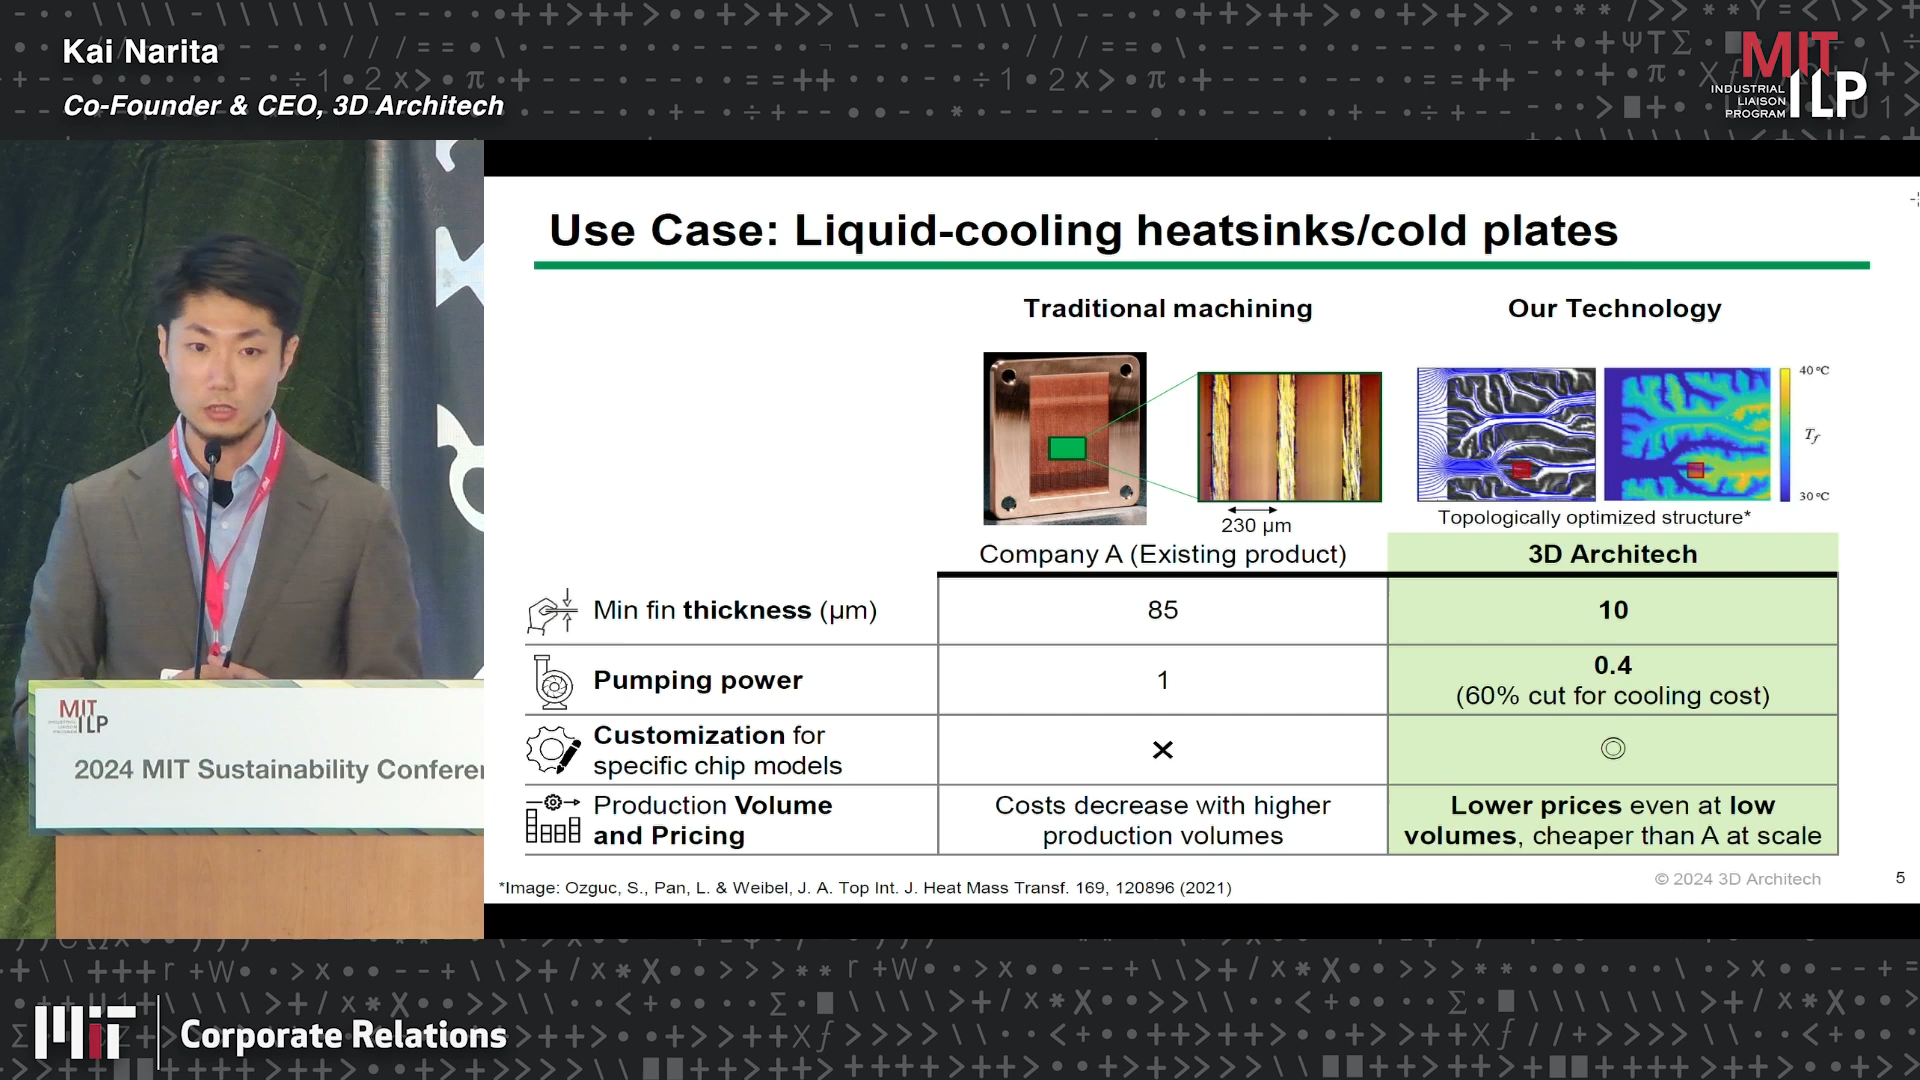 Kai Narita
Co-Founder & CEO, 3D Architech
MIT
INDUSTRIAL
LIAISON
PROGRAM
ILP
Use Case: Liquid-cooling heatsinks/cold plates
Traditional machining
Our Technology
40 °C
Tf
30 °C
230 µm
Topologically optimized structure*
Company A (Existing product)
3D Architech
Min fin thickness (µm)
85
10
Pumping power
1
0.4
(60% cut for cooling cost)
Customization for
specific chip models
×
◎
Production Volume
and Pricing
Costs decrease with higher
production volumes
Lower prices even at low
volumes, cheaper than A at scale
*Image: Ozguc, S., Pan, L. & Weibel, J. A. Top Int. J. Heat Mass Transf. 169, 120896 (2021)
© 2024 3D Architech
5
MIT
ILP
2024 MIT Sustainability Conferen
MIT
Corporate Relations